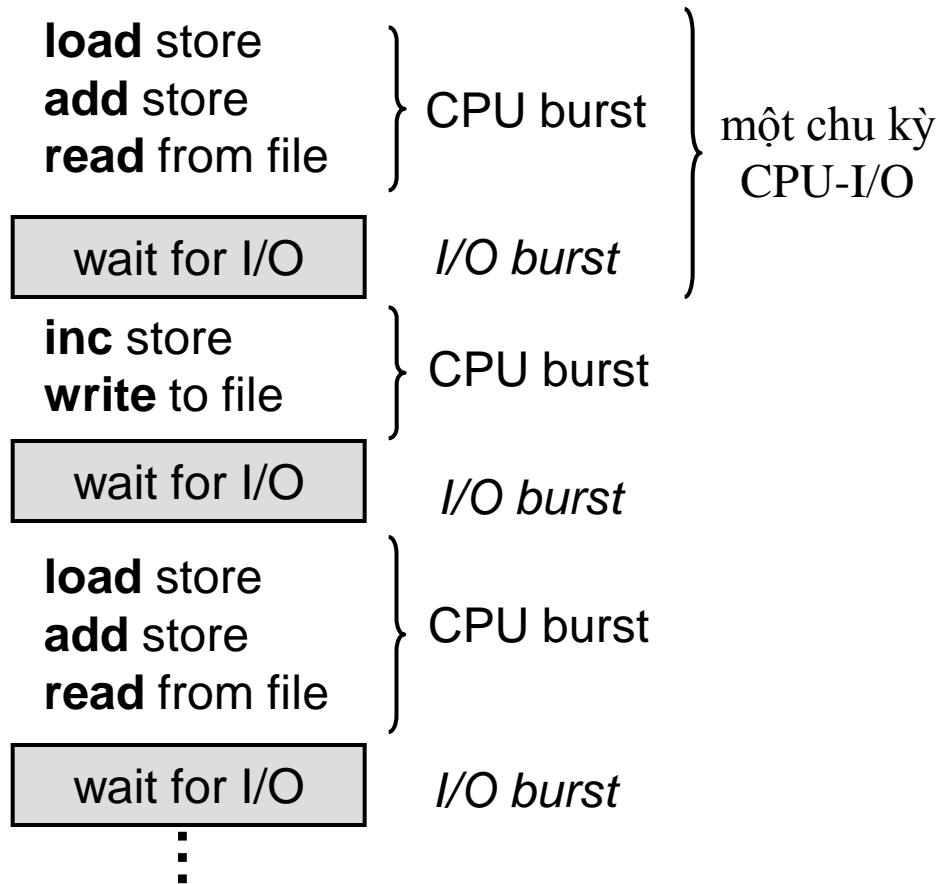 load store
add store
read from file
CPU burst
một chu kỳ
CPU-I/O
wait for I/O
I/O burst
inc store
write to file
CPU burst
wait for I/O
I/O burst
load store
add store
read from file
CPU burst
wait for I/O
I/O burst